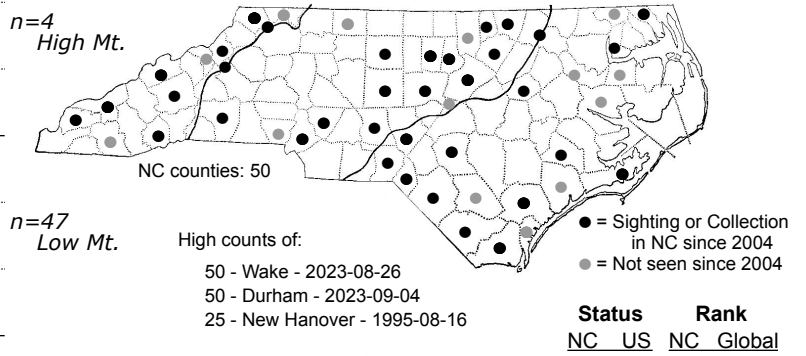 n=4
High Mt.
NC counties: 50
n=47
Low Mt.
High counts of:
50 - Wake - 2023-08-26
50 - Durham - 2023-09-04
25 - New Hanover - 1995-08-16
● = Sighting or Collection
in NC since 2004
● = Not seen since 2004
Status Rank
NC US NC Global